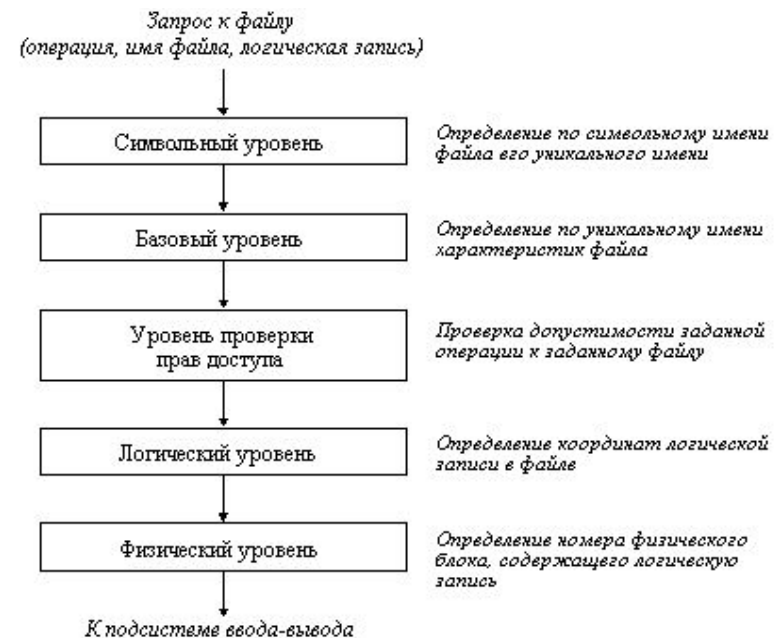 Запрос к файлу
(операция, имя файла, логическая запись)
Символьный уровень
Определение по символьному имени
файла его уникального имени
Базовый уровень
Определение по уникальному имени
характеристик файла
Уровень проверки
прав доступа
Проверка допустимости заданной
операции к заданному файлу
Логический уровень
Определение координат логической
записи в файле
Физический уровень
Определение номера физического
блока, содержащего логическую
запись
К подсистеме ввода-вывода